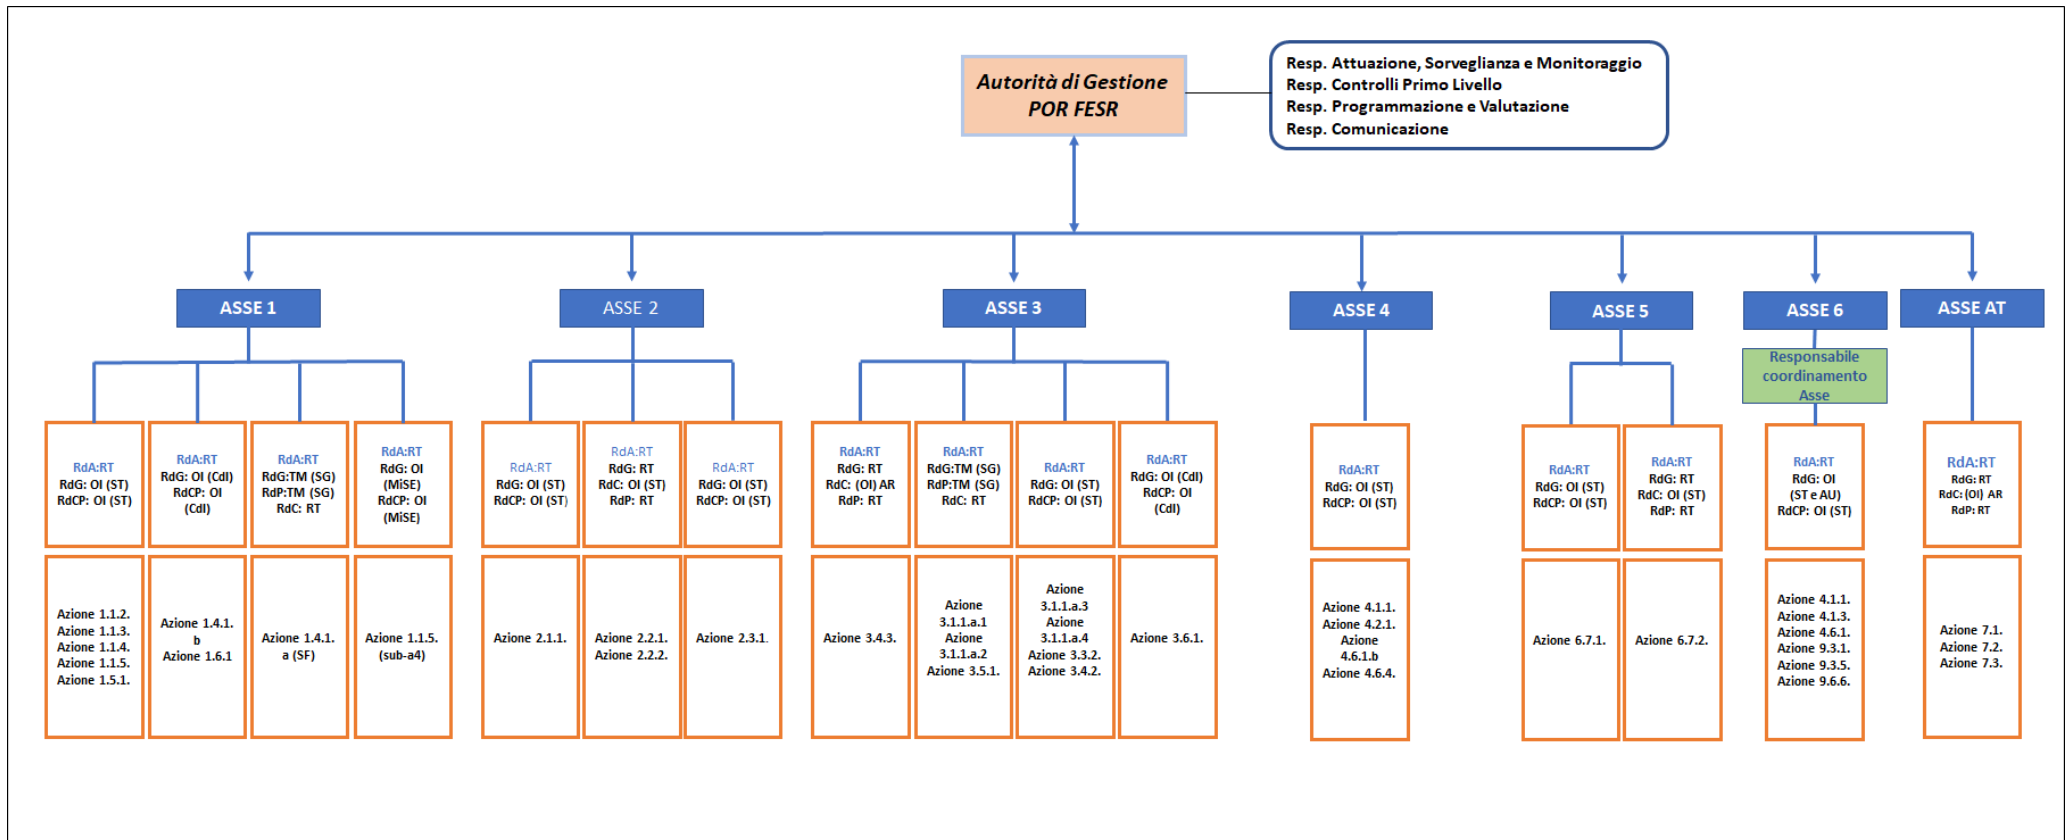 Autorità di Gestione
POR FESR
Resp. Attuazione, Sorveglianza e Monitoraggio
Resp. Controlli Primo Livello
Resp. Programmazione e Valutazione
Resp. Comunicazione
ASSE 1
RdA:RT
RdG: OI (ST)
RdCP: OI (ST)
Azione 1.1.2.
Azione 1.1.3.
Azione 1.1.4.
Azione 1.1.5.
Azione 1.5.1.
RdA:RT
RdG: OI (CdI)
RdCP: OI
(CdI)
Azione 1.4.1.
b
Azione 1.6.1
RdA:RT
RdG:TM (SG)
RdP:TM (SG)
RdC: RT
Azione 1.4.1.
a (SF)
RdA:RT
RdG: OI
(MiSE)
RdCP: OI
(MiSE)
Azione 1.1.5.
(sub-a4)
ASSE 2
RdA:RT
RdG: OI (ST)
RdCP: OI (ST)
Azione 2.1.1.
RdA:RT
RdG: RT
RdC: OI (ST)
RdP: RT
Azione 2.2.1.
Azione 2.2.2.
RdA:RT
RdG: OI (ST)
RdCP: OI (ST)
Azione 2.3.1.
ASSE 3
RdA:RT
RdG: RT
RdC: (OI) AR
RdP: RT
Azione 3.4.3.
RdA:RT
RdG:TM (SG)
RdP:TM (SG)
RdC: RT
Azione
3.1.1.a.1
Azione
3.1.1.a.2
Azione 3.5.1.
RdA:RT
RdG: OI (ST)
RdCP: OI (ST)
Azione
3.1.1.a.3
Azione
3.1.1.a.4
Azione 3.3.2.
Azione 3.4.2.
RdA:RT
RdG: OI (CdI)
RdCP: OI
(CdI)
Azione 3.6.1.
ASSE 4
RdA:RT
RdG: OI (ST)
RdCP: OI (ST)
Azione 4.1.1.
Azione 4.2.1.
Azione
4.6.1.b
Azione 4.6.4.
ASSE 5
RdA:RT
RdG: OI (ST)
RdCP: OI (ST)
Azione 6.7.1.
RdA:RT
RdG: RT
RdC: OI (ST)
RdP: RT
Azione 6.7.2.
ASSE 6
Responsabile
coordinamento
Asse
RdA:RT
RdG: OI
(ST e AU)
RdCP: OI (ST)
Azione 4.1.1.
Azione 4.1.3.
Azione 4.6.1.
Azione 9.3.1.
Azione 9.3.5.
Azione 9.6.6.
ASSE AT
RdA:RT
RdG: RT
RdC: (OI) AR
RdP: RT
Azione 7.1.
Azione 7.2.
Azione 7.3.